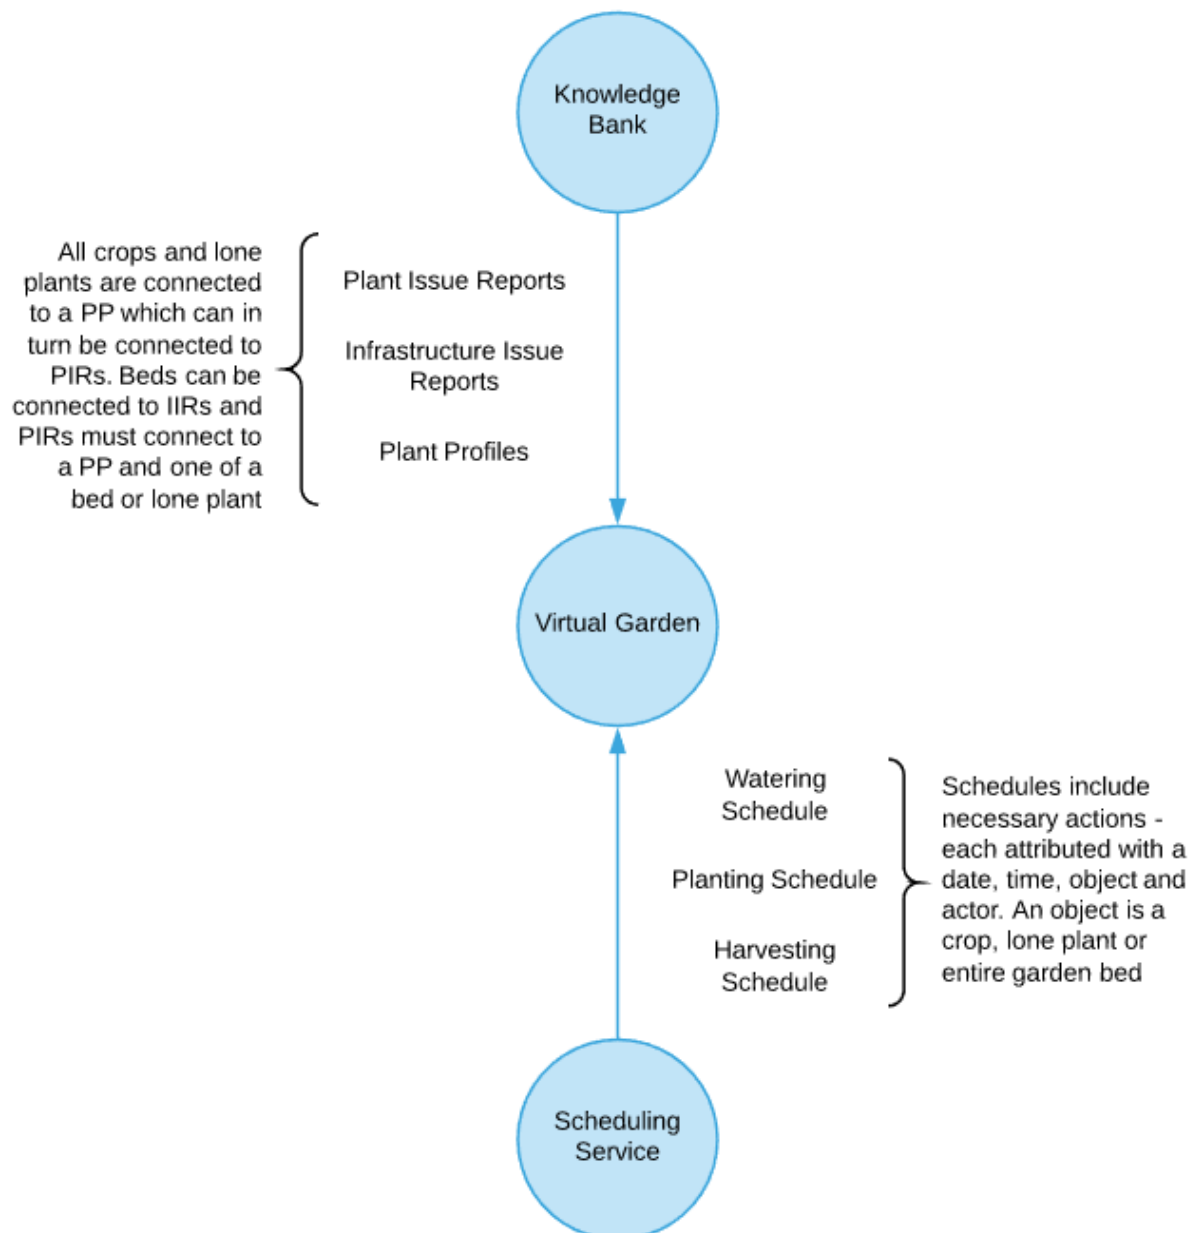 Knowledge
Bank
All crops and lone
plants are connected
to a PP which can in
turn be connected to
PIRs. Beds can be
connected to IIRs and
PIRs must connect to
a PP and one of a
bed or lone plant
Plant Issue Reports
Infrastructure Issue
Reports
Plant Profiles
Virtual Garden
Watering
Schedule
Planting Schedule
Harvesting
Schedule
Schedules include
necessary actions -
each attributed with a
date, time, object and
actor. An object is a
crop, lone plant or
entire garden bed
Scheduling
Service